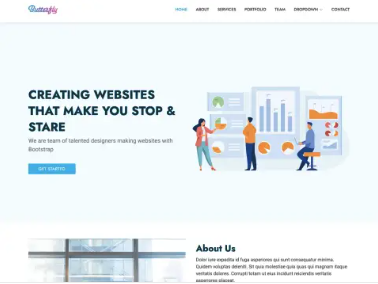 HOME ABOUT SERVICES PORTFOLIO TEAM DROPDOWN CONTACT
CREATING WEBSITES
THAT MAKE YOU STOP &
STARE
We are team of talented designers making websites with
Bootstrap
GET STARTED
About Us
Dolor iure expedita id fuga asperiores qui sunt consequatur minima.
Quidem voluptas deleniti. Sit quia molestiae quia quas qui magnam itaque
veritatis dolores. Corrupti totam ut eius incidunt reiciendis veritatis
asperiores placeat.